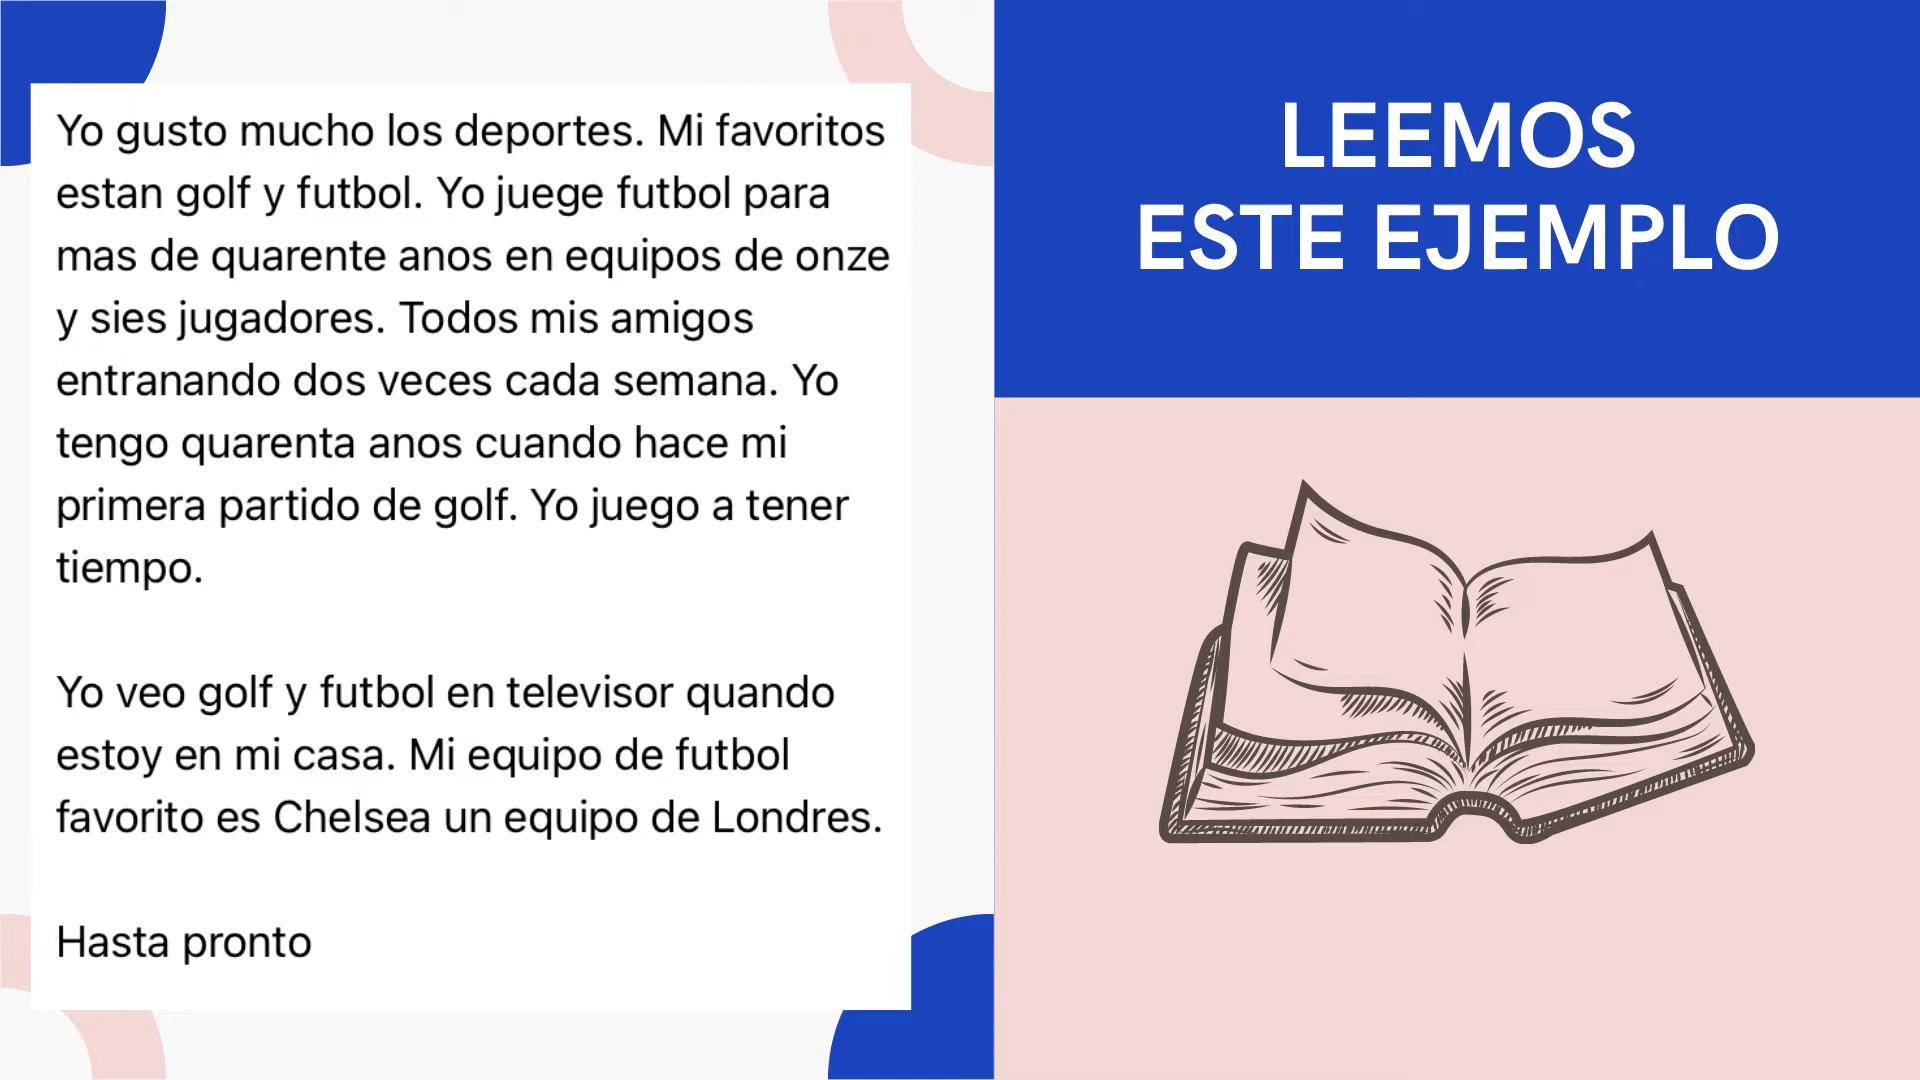 Yo gusto mucho los deportes. Mi favoritos
estan golf y futbol. Yo juege futbol para
mas de quarente anos en equipos de onze
y sies jugadores. Todos mis amigos
entranando dos veces cada semana. Yo
tengo quarenta anos cuando hace mi
primera partido de golf. Yo juego a tener
tiempo.
Yo veo golf y futbol en televisor quando
estoy en mi casa. Mi equipo de futbol
favorito es Chelsea un equipo de Londres.
Hasta pronto
LEEMOS
ESTE EJEMPLO